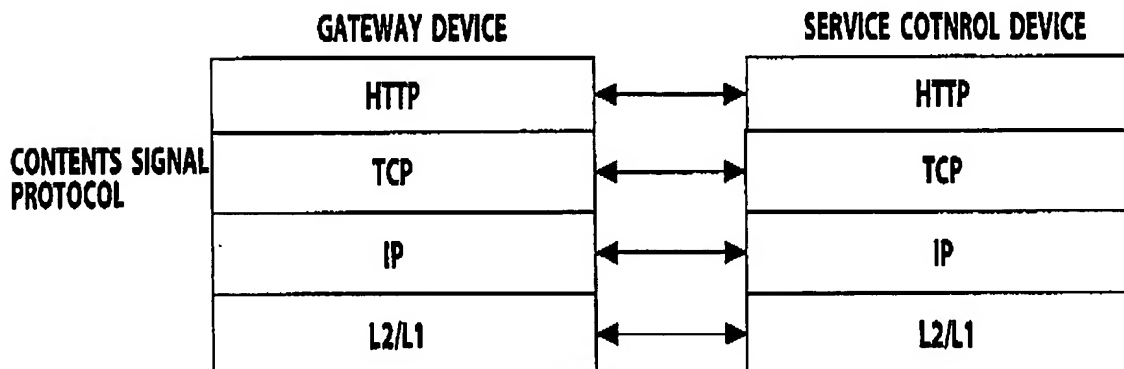 GATEWAY DEVICE
SERVICE COTNROL DEVICE
HTTP
HTTP
CONTENTS SIGNAL
PROTOCOL
TCP
TCP
IP
IP
L2/L1
L2/L1